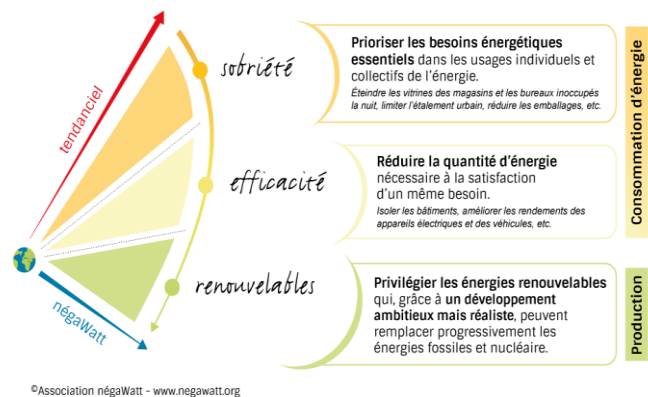 tendanciel
négaWatt
sobriété
Prioriser les besoins énergétiques
essentiels dans les usages individuels et
collectifs de l'énergie.
Éteindre les vitrines des magasins et les bureaux inoccupés
la nuit, limiter l'étalement urbain, réduire les emballages, etc.
efficacité
Réduire la quantité d'énergie
nécessaire à la satisfaction
d'un même besoin.
Isoler les bâtiments, améliorer les rendements des
appareils électriques et des véhicules, etc.
Consommation d'énergie
renouvelables
Privilégier les énergies renouvelables
qui, grâce à un développement
ambitieux mais réaliste, peuvent
remplacer progressivement les
énergies fossiles et nucléaire.
Production
©Association négaWatt - www.negawatt.org